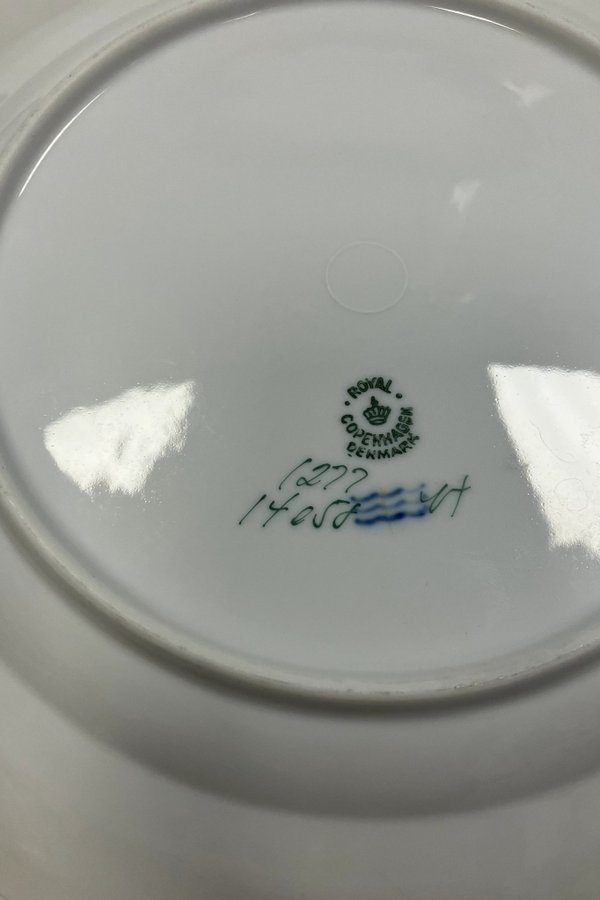 ROYAL
COPENHAGEN
DENMARK
1277
14058